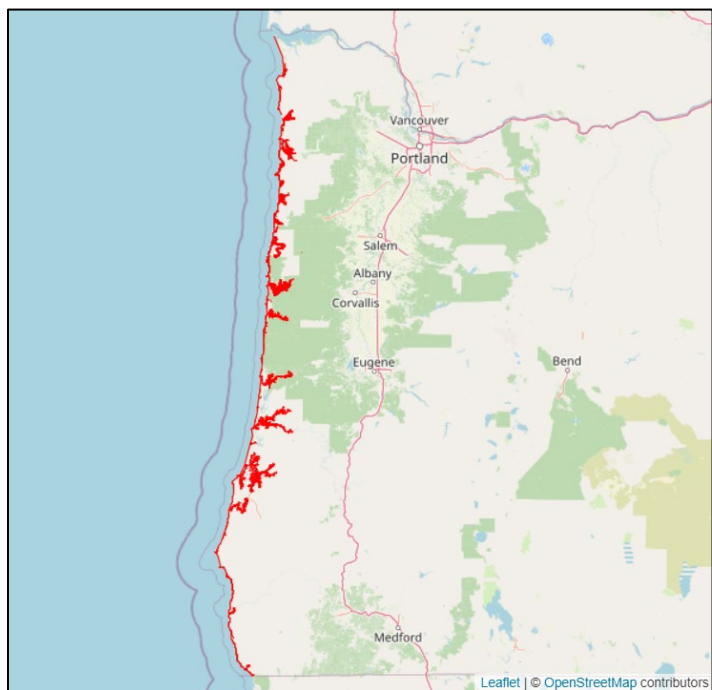 Vancouver
Portland
Salem
Albany
Corvallis
Eugene
Bend
Medford
Leaflet | © OpenStreetMap contributors